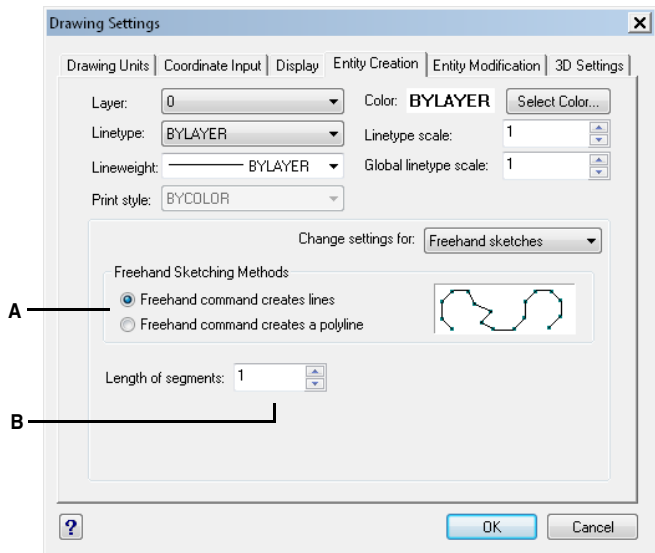 Drawing Settings
Drawing Units Coordinate Input Display Entity Creation Entity Modification 3D Settings
Layer: 0 Color: BYLAYER Select Color...
Linetype: BYLAYER Linetype scale: 1
Lineweight: BYLAYER Global linetype scale: 1
Print style: BYCOLOR
Change settings for: Freehand sketches
Freehand Sketching Methods
A Freehand command creates lines
Freehand command creates a polyline
Length of segments: 1
B
? OK Cancel